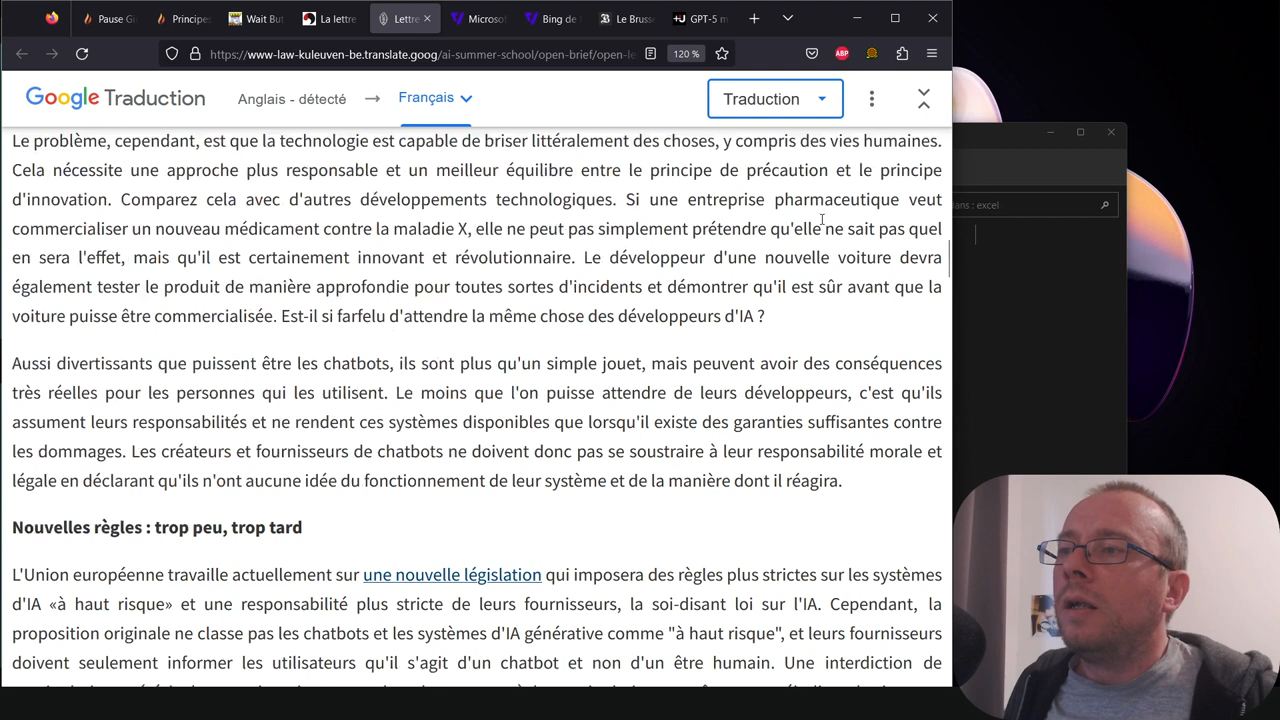 Pause Gi
Principes
Wait But
La lettre
Lettre
Microsof
Bing de
Le Brusse
GPT-5 m
https://www-law-kuleuven-be.translate.goog/ai-summer-school/open-brief/open-le
120 %
ABP
Google Traduction
Anglais - détecté
Français
Traduction
Le problème, cependant, est que la technologie est capable de briser littéralement des choses, y compris des vies humaines.
Cela nécessite une approche plus responsable et un meilleur équilibre entre le principe de précaution et le principe
d'innovation. Comparez cela avec d'autres développements technologiques. Si une entreprise pharmaceutique veut
commercialiser un nouveau médicament contre la maladie X, elle ne peut pas simplement prétendre qu'elle ne sait pas quel
en sera l'effet, mais qu'il est certainement innovant et révolutionnaire. Le développeur d'une nouvelle voiture devra
également tester le produit de manière approfondie pour toutes sortes d'incidents et démontrer qu'il est sûr avant que la
voiture puisse être commercialisée. Est-il si farfelu d'attendre la même chose des développeurs d'IA ?
Aussi divertissants que puissent être les chatbots, ils sont plus qu'un simple jouet, mais peuvent avoir des conséquences
très réelles pour les personnes qui les utilisent. Le moins que l'on puisse attendre de leurs développeurs, c'est qu'ils
assument leurs responsabilités et ne rendent ces systèmes disponibles que lorsqu'il existe des garanties suffisantes contre
les dommages. Les créateurs et fournisseurs de chatbots ne doivent donc pas se soustraire à leur responsabilité morale et
légale en déclarant qu'ils n'ont aucune idée du fonctionnement de leur système et de la manière dont il réagira.
Nouvelles règles : trop peu, trop tard
L'Union européenne travaille actuellement sur une nouvelle législation qui imposera des règles plus strictes sur les systèmes
d'IA «à haut risque» et une responsabilité plus stricte de leurs fournisseurs, la soi-disant loi sur l'IA. Cependant, la
proposition originale ne classe pas les chatbots et les systèmes d'IA générative comme "à haut risque", et leurs fournisseurs
doivent seulement informer les utilisateurs qu'il s'agit d'un chatbot et non d'un être humain. Une interdiction de
dans : excel